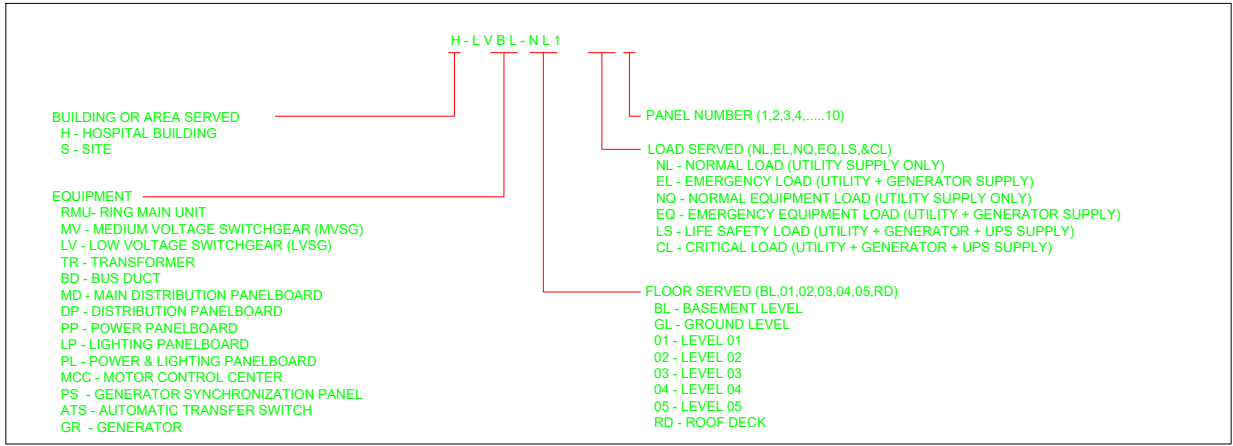 H-LVBL-NL1
BUILDING OR AREA SERVED
H - HOSPITAL BUILDING
S - SITE
EQUIPMENT
RMU- RING MAIN UNIT
MV - MEDIUM VOLTAGE SWITCHGEAR (MVSG)
LV - LOW VOLTAGE SWITCHGEAR (LVSG)
TR - TRANSFORMER
BD - BUS DUCT
MD - MAIN DISTRIBUTION PANELBOARD
DP - DISTRIBUTION PANELBOARD
PP - POWER PANELBOARD
LP - LIGHTING PANELBOARD
PL - POWER & LIGHTING PANELBOARD
MCC - MOTOR CONTROL CENTER
PS - GENERATOR SYNCHRONIZATION PANEL
ATS - AUTOMATIC TRANSFER SWITCH
GR - GENERATOR
PANEL NUMBER (1,2,3,4,.....10)
LOAD SERVED (NL,EL,NQ,EQ,LS,&CL)
NL - NORMAL LOAD (UTILITY SUPPLY ONLY)
EL - EMERGENCY LOAD (UTILITY + GENERATOR SUPPLY)
NQ - NORMAL EQUIPMENT LOAD (UTILITY SUPPLY ONLY)
EQ - EMERGENCY EQUIPMENT LOAD (UTILITY + GENERATOR SUPPLY)
LS - LIFE SAFETY LOAD (UTILITY + GENERATOR + UPS SUPPLY)
CL - CRITICAL LOAD (UTILITY + GENERATOR + UPS SUPPLY)
FLOOR SERVED (BL,01,02,03,04,05,RD)
BL - BASEMENT LEVEL
GL - GROUND LEVEL
01 - LEVEL 01
02 - LEVEL 02
03 - LEVEL 03
04 - LEVEL 04
05 - LEVEL 05
RD - ROOF DECK